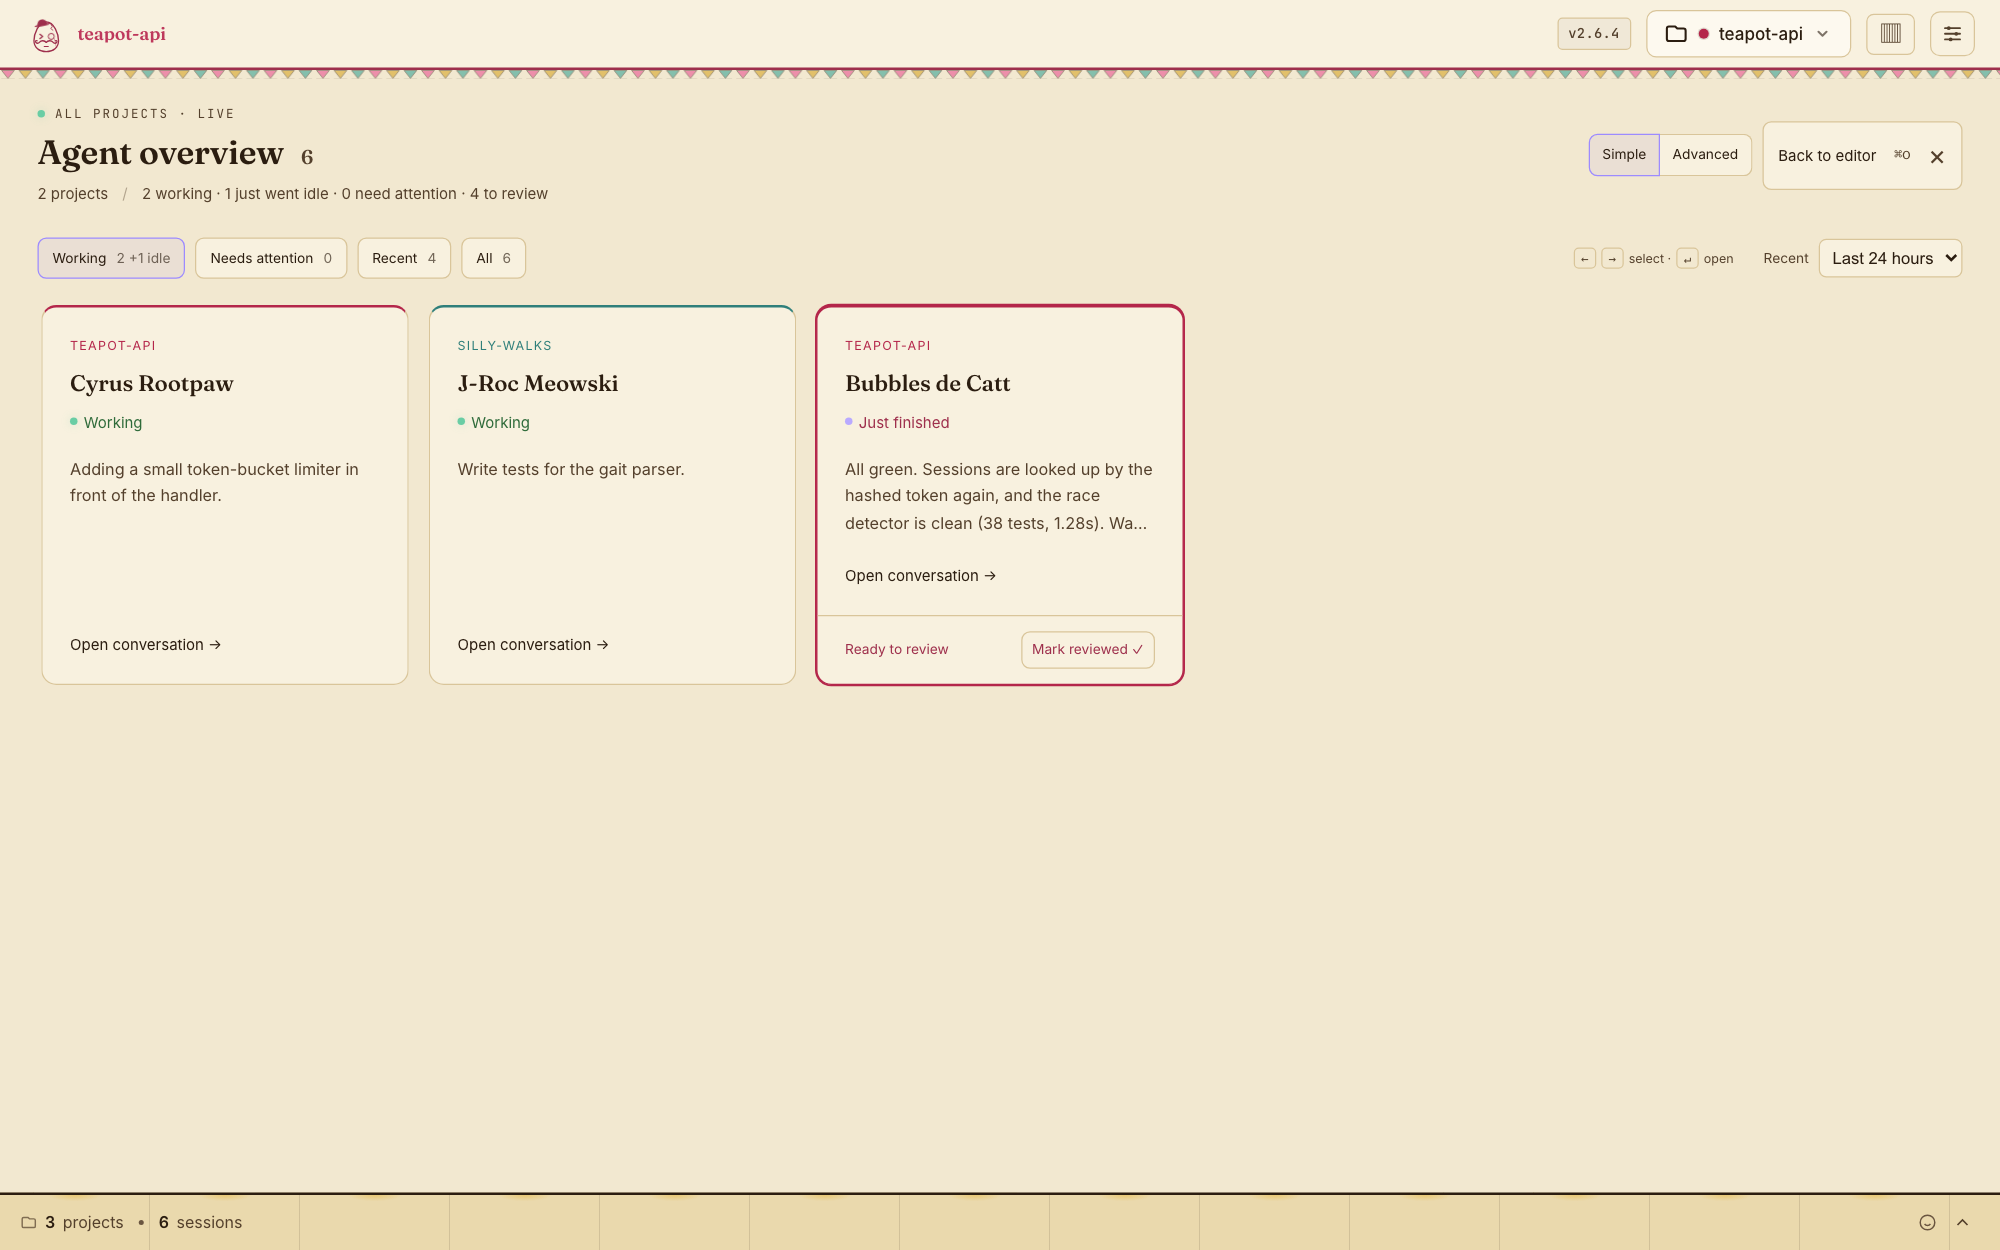 teapot-api
v2.6.4
teapot-api
ALL PROJECTS · LIVE
Agent overview 6
2 projects / 2 working · 1 just went idle · 0 need attention · 4 to review
Simple
Advanced
Back to editor ⌘O ✕
Working 2 +1 idle
Needs attention 0
Recent 4
All 6
← → select · ↵ open
Recent
Last 24 hours
TEAPOT-API
Cyrus Rootpaw
Working
Adding a small token-bucket limiter in
front of the handler.
Open conversation →
SILLY-WALKS
J-Roc Meowski
Working
Write tests for the gait parser.
Open conversation →
TEAPOT-API
Bubbles de Catt
Just finished
All green. Sessions are looked up by the
hashed token again, and the race
detector is clean (38 tests, 1.28s). Wa…
Open conversation →
Ready to review
Mark reviewed ✓
3 projects • 6 sessions